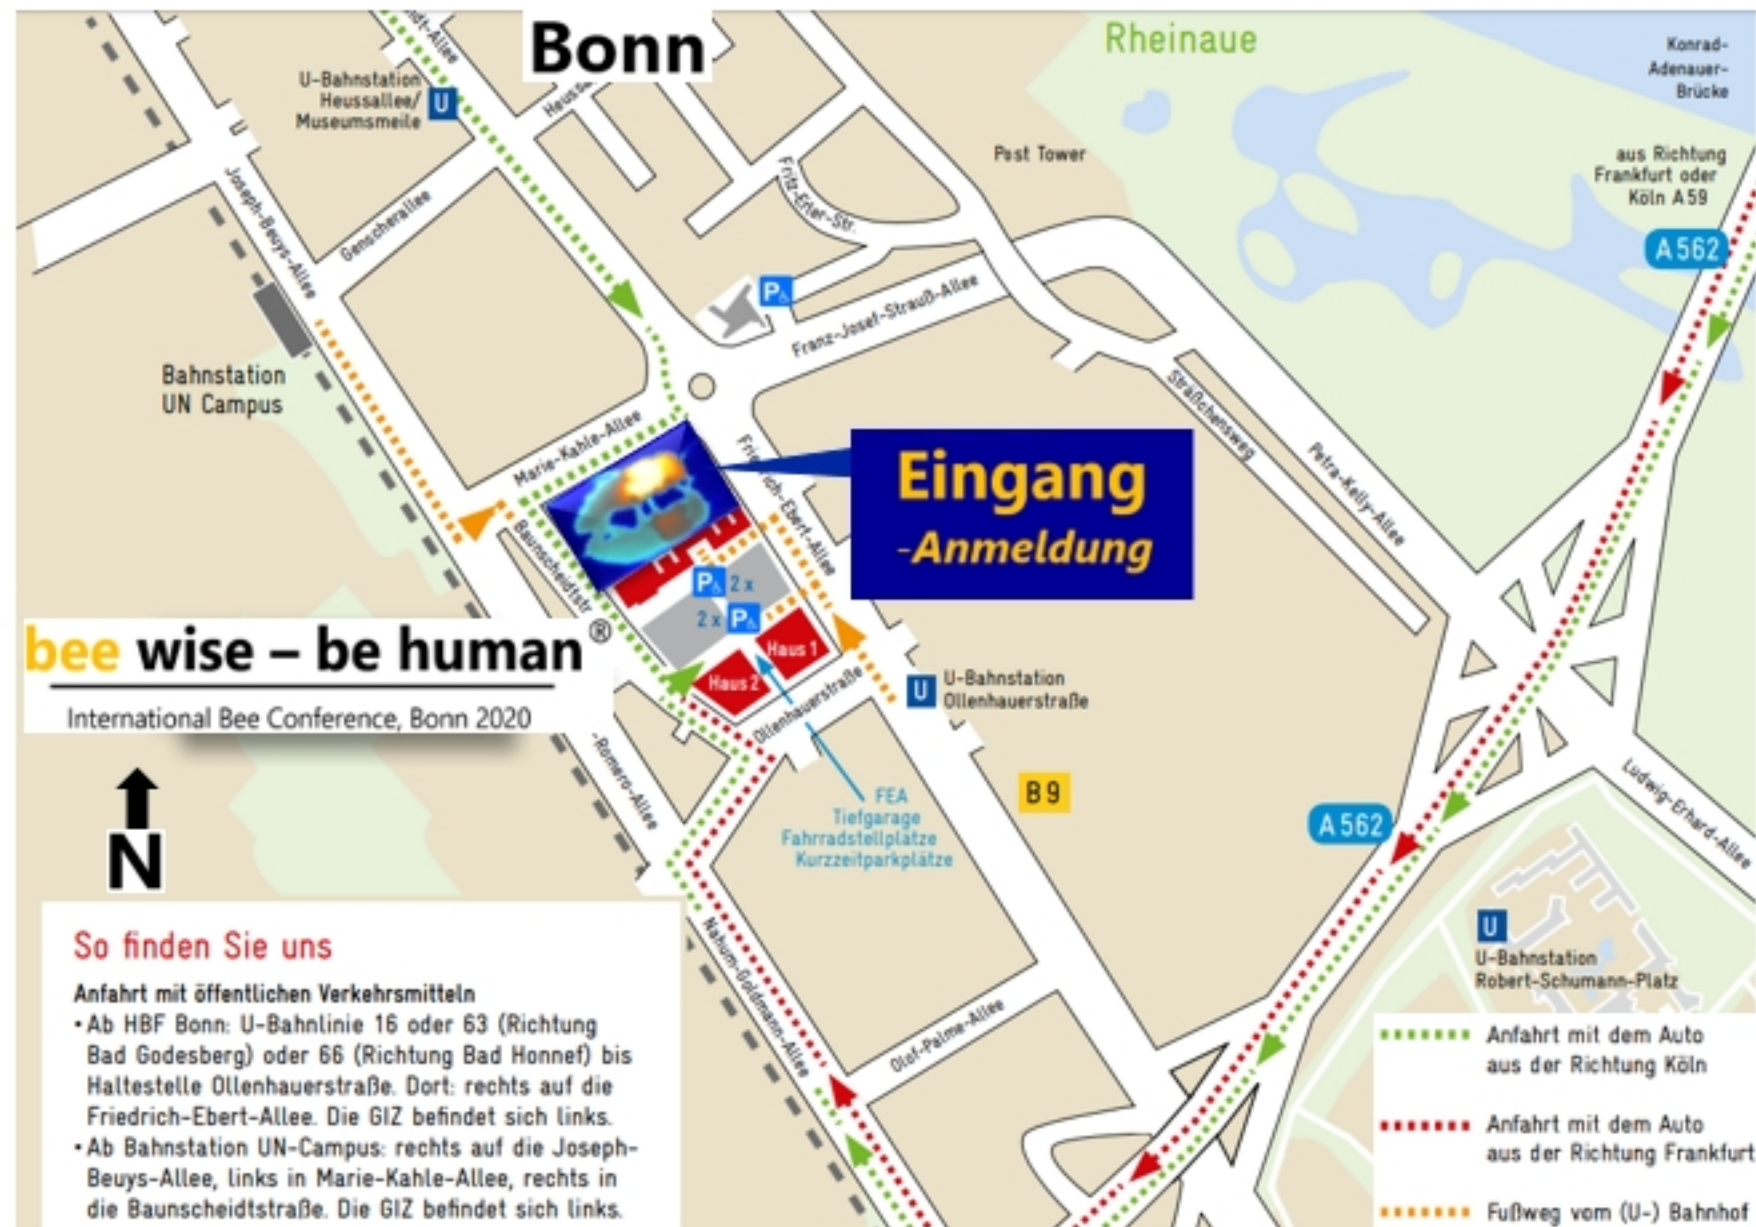 Bonn
Rheinaue
Konrad-
Adenauer-
Brücke
U-Bahnstation
Heussallee/
Museumsmeile
U
Post Tower
aus Richtung
Frankfurt oder
Köln A 59
A 562
Joseph-Beuys-Allee
Genscherallee
Fritz-Erler-Str.
P
Franz-Josef-Strauß-Allee
Bahnstation
UN Campus
Marie-Kahle-Allee
Friedrich-Ebert-Allee
Sträßchensweg
Petra-Kelly-Allee
Eingang
-Anmeldung
Baunscheidtstr
P 2 x
2 x P
Haus 1
Haus 2
bee wise – be human ®
International Bee Conference, Bonn 2020
U
U-Bahnstation
Ollenhauerstraße
Ollenhauerstraße
-Romero-Allee
B 9
FEA
Tiefgarage
Fahrradstellplätze
Kurzzeitparkplätze
A 562
Ludwig-Erhard-Allee
N
Nahum-Goldmann-Allee
Olof-Palme-Allee
U
U-Bahnstation
Robert-Schumann-Platz
So finden Sie uns
Anfahrt mit öffentlichen Verkehrsmitteln
• Ab HBF Bonn: U-Bahnlinie 16 oder 63 (Richtung
Bad Godesberg) oder 66 (Richtung Bad Honnef) bis
Haltestelle Ollenhauerstraße. Dort: rechts auf die
Friedrich-Ebert-Allee. Die GIZ befindet sich links.
• Ab Bahnstation UN-Campus: rechts auf die Joseph-
Beuys-Allee, links in Marie-Kahle-Allee, rechts in
die Baunscheidtstraße. Die GIZ befindet sich links.
Anfahrt mit dem Auto
aus der Richtung Köln
Anfahrt mit dem Auto
aus der Richtung Frankfurt
Fußweg vom (U-) Bahnhof